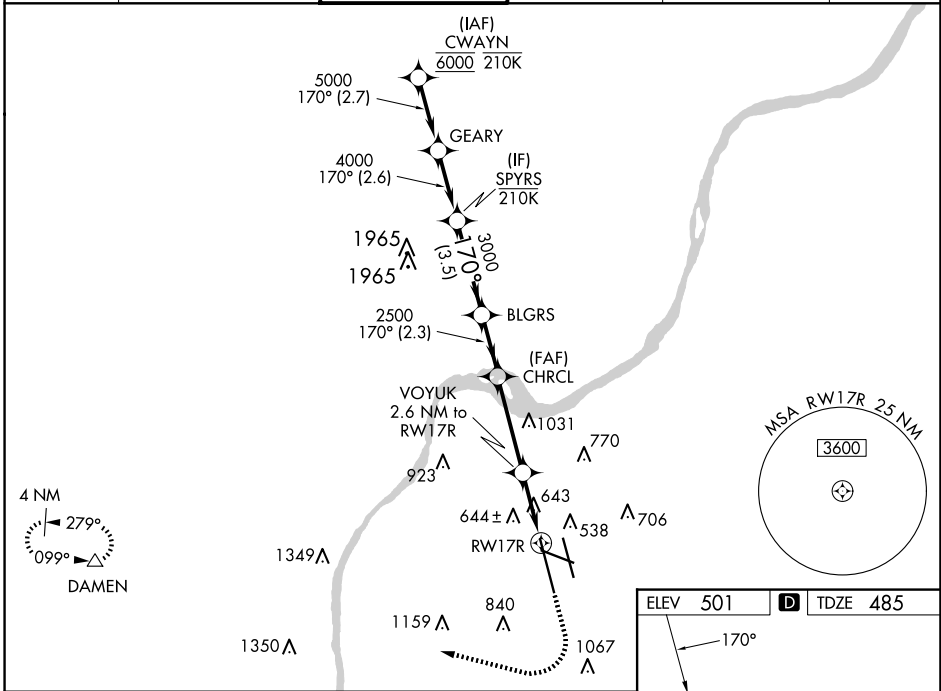 (IAF)
CWAYN
6000 210K
5000
170° (2.7)
GEARY
4000
170° (2.6)
(IF)
SPYRS
210K
1965
1965
3000
170°
(3.5)
2500
170° (2.3)
BLGRS
(FAF)
CHRCL
VOYUK
2.6 NM to
RW17R
1031
770
923
MSA RW17R 25 NM
3600
4 NM
279°
099°
DAMEN
643
644±
538
706
RW17R
1349
1159
840
1350
1067
ELEV 501 D TDZE 485
170°